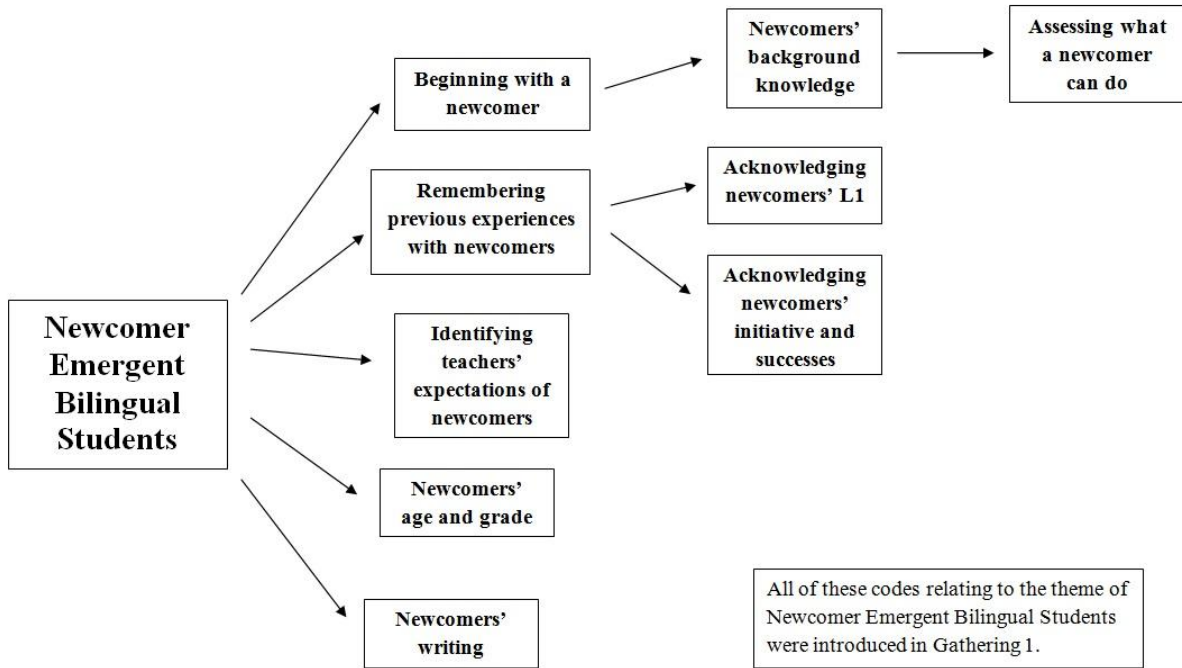 Newcomer
Emergent
Bilingual
Students
Beginning with a
newcomer
Newcomers’
background
knowledge
Assessing what
a newcomer
can do
Remembering
previous experiences
with newcomers
Acknowledging
newcomers’ L1
Acknowledging
newcomers’
initiative and
successes
Identifying
teachers’
expectations of
newcomers
Newcomers’
age and grade
Newcomers’
writing
All of these codes relating to the theme of
Newcomer Emergent Bilingual Students
were introduced in Gathering 1.